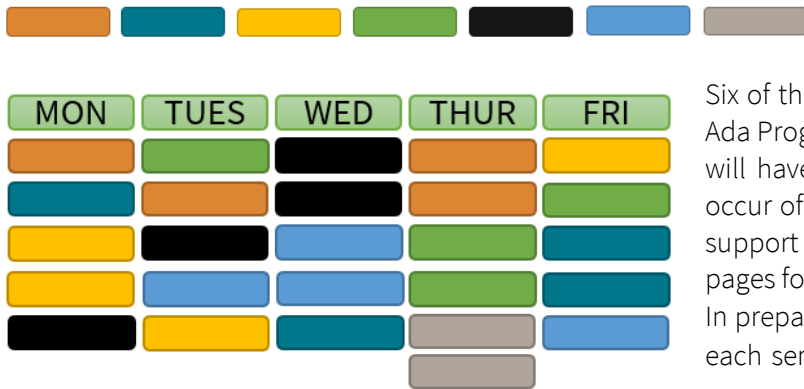 MON TUES WED THUR FRI
Six of th
Ada Prog
will have
occur of
support
pages fo
In prepa
each ser